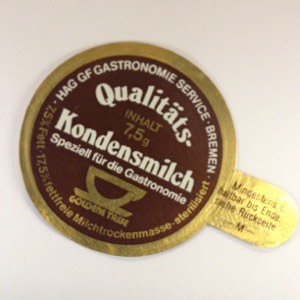 · HAG GF GASTRONOMIE SERVICE · BREMEN ·
Qualitäts-
INHALT
7,5g
Kondensmilch
Speziell für die Gastronomie
GOLDENE TASSE
7,5% Fett · 17,5% fettfreie Milchtrockenmasse · sterilisiert ·
Mindestens
haltbar bis Ende
siehe Rückseite
M